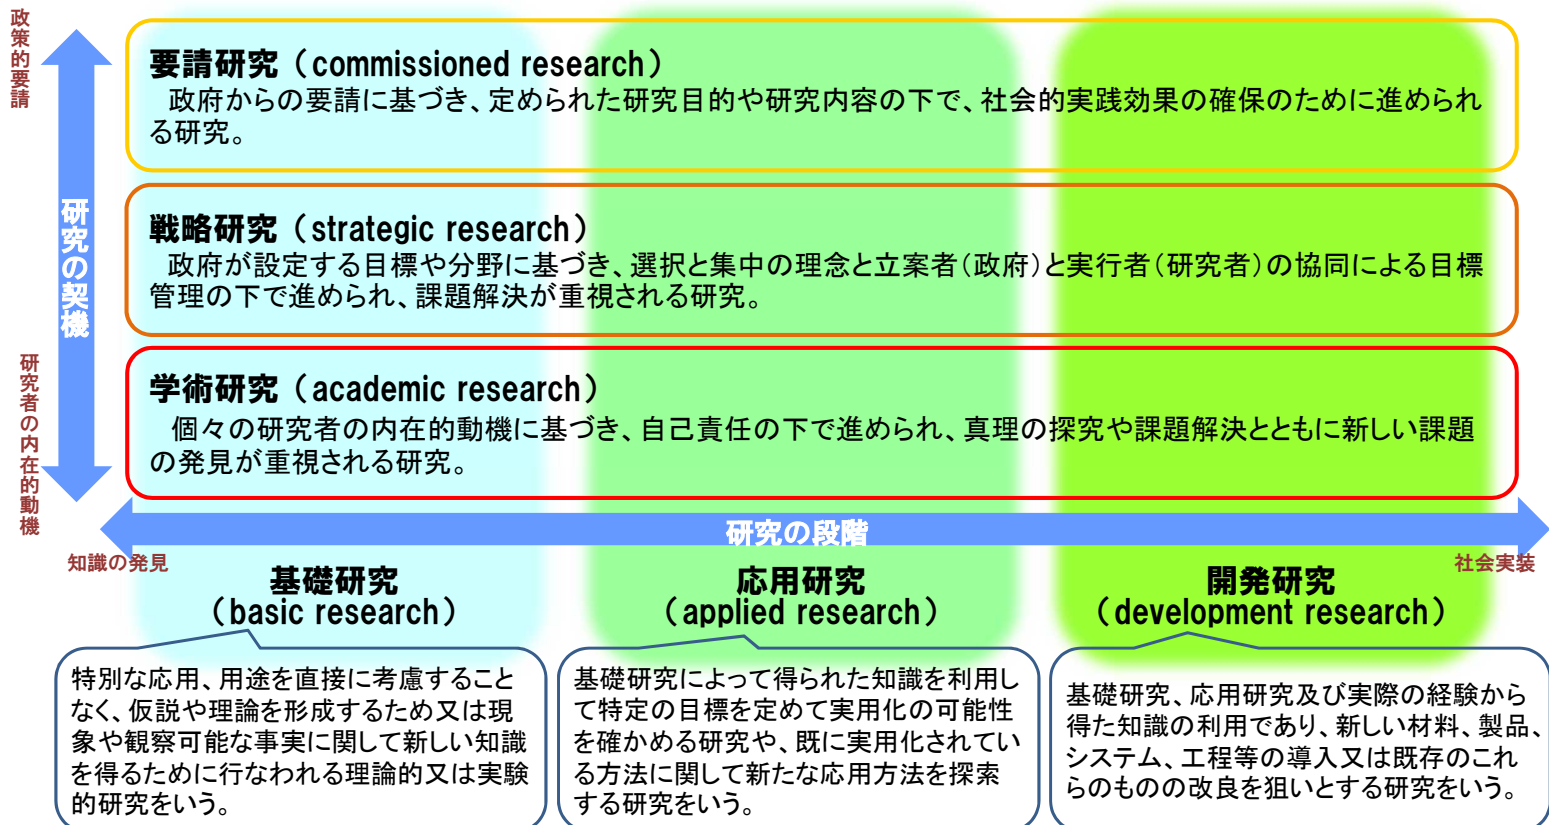 政策的要請
要請研究（commissioned research）
政府からの要請に基づき、定められた研究目的や研究内容の下で、社会的実践効果の確保のために進められ
る研究。
研究の契機
戦略研究（strategic research）
政府が設定する目標や分野に基づき、選択と集中の理念と立案者（政府）と実行者（研究者）の協同による目標
管理の下で進められ、課題解決が重視される研究。
研究者の内在的動機
学術研究（academic research）
個々の研究者の内在的動機に基づき、自己責任の下で進められ、真理の探究や課題解決とともに新しい課題
の発見が重視される研究。
研究の段階
知識の発見
社会実装
基礎研究
（basic research）
応用研究
（applied research）
開発研究
（development research）
特別な応用、用途を直接に考慮すること
なく、仮説や理論を形成するため又は現
象や観察可能な事実に関して新しい知識
を得るために行なわれる理論的又は実験
的研究をいう。
基礎研究によって得られた知識を利用し
て特定の目標を定めて実用化の可能性
を確かめる研究や、既に実用化されてい
る方法に関して新たな応用方法を探索
する研究をいう。
基礎研究、応用研究及び実際の経験から
得た知識の利用であり、新しい材料、製品、
システム、工程等の導入又は既存のこれ
らのものの改良を狙いとする研究をいう。